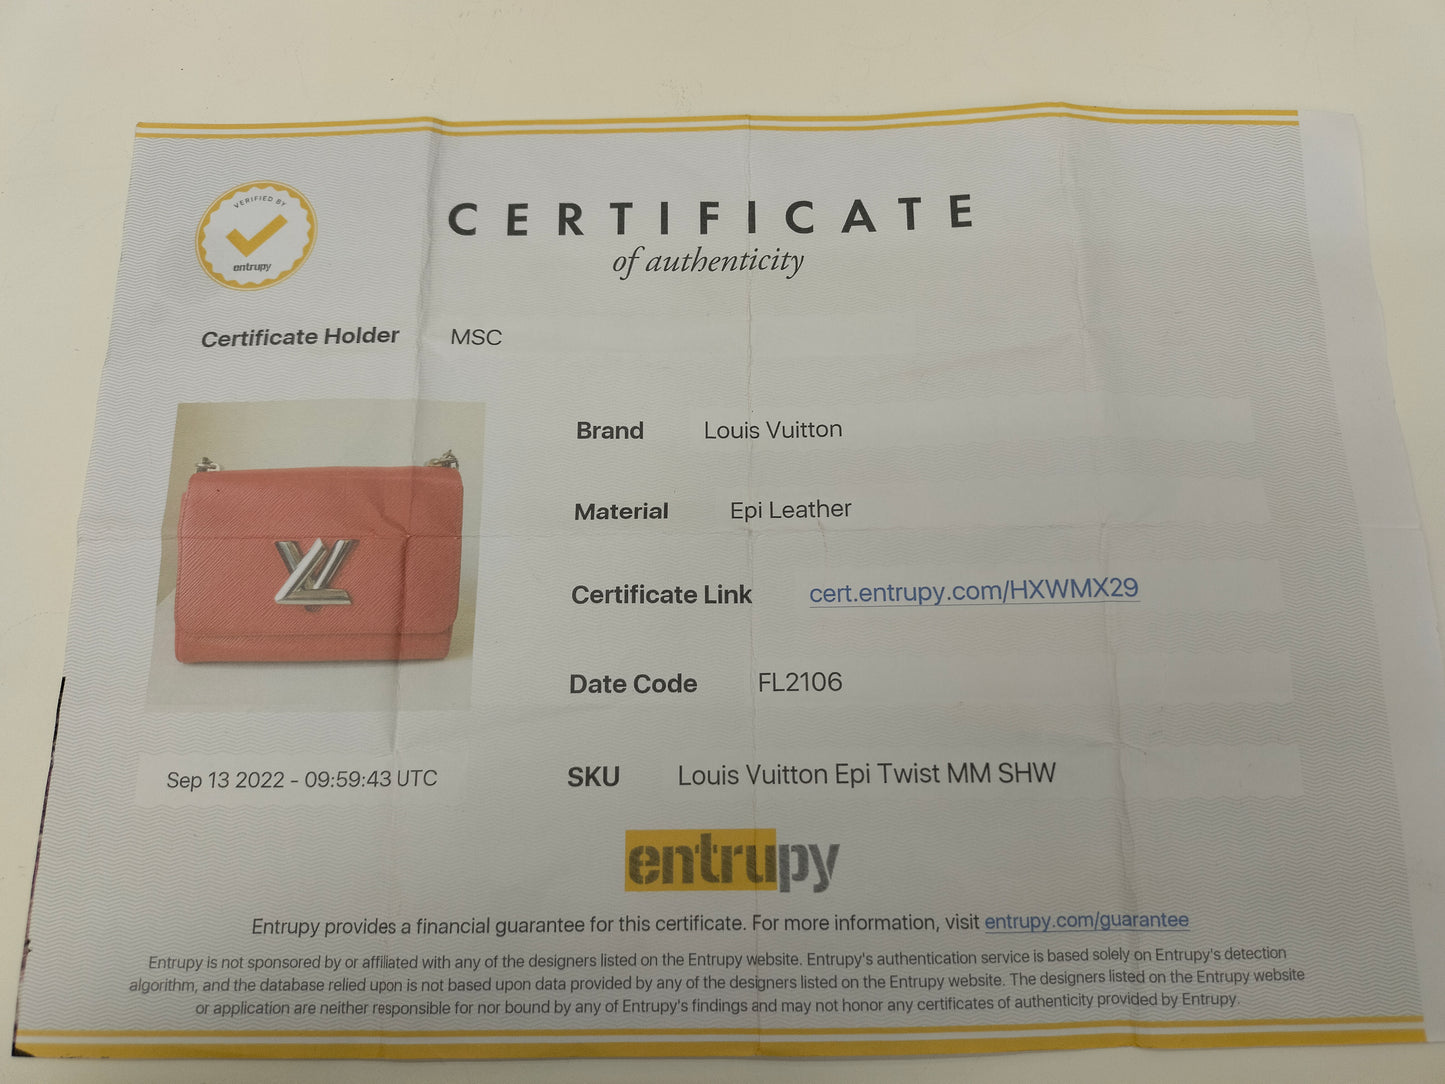 VERIFIED BY
entrupy
CERTIFICATE
of authenticity
Certificate Holder MSC
Brand Louis Vuitton
Material Epi Leather
Certificate Link cert.entrupy.com/HXWMX29
Date Code FL2106
Sep 13 2022 - 09:59:43 UTC
SKU Louis Vuitton Epi Twist MM SHW
entrupy
Entrupy provides a financial guarantee for this certificate. For more information, visit entrupy.com/guarantee
Entrupy is not sponsored by or affiliated with any of the designers listed on the Entrupy website. Entrupy's authentication service is based solely on Entrupy's detection
algorithm, and the database relied upon is not based upon data provided by any of the designers listed on the Entrupy website. The designers listed on the Entrupy website
or application are neither responsible for nor bound by any of Entrupy's findings and may not honor any certificates of authenticity provided by Entrupy.